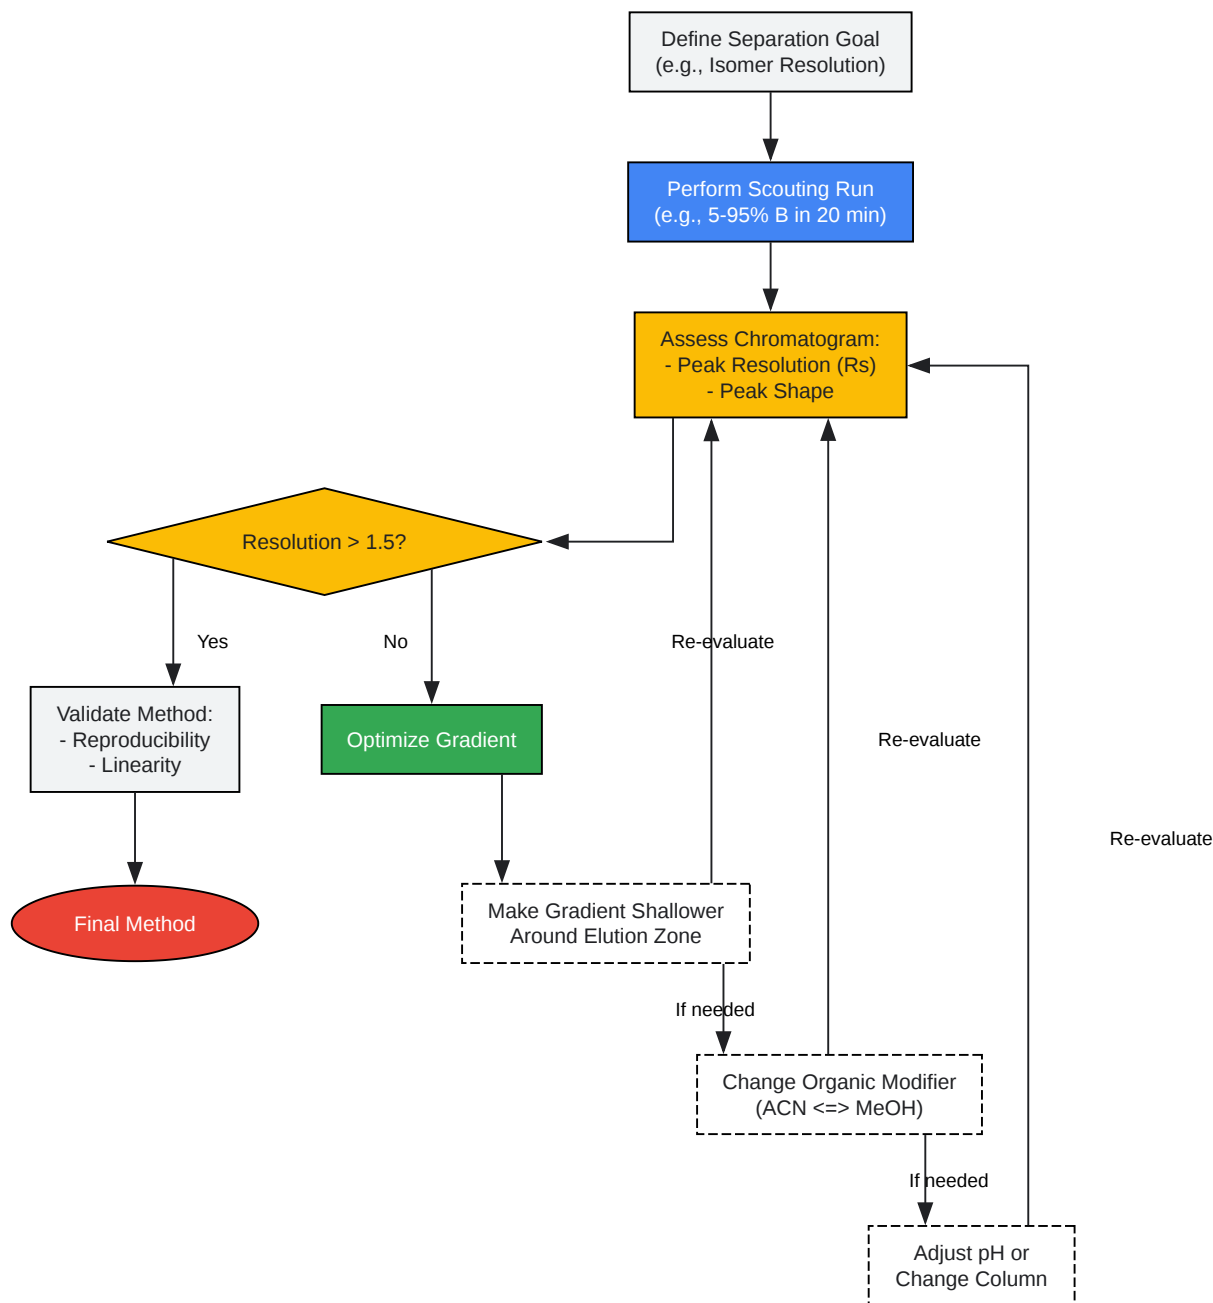 Define Separation Goal
(e.g., Isomer Resolution)
Perform Scouting Run
(e.g., 5-95% B in 20 min)
Assess Chromatogram:
- Peak Resolution (Rs)
- Peak Shape
Resolution > 1.5?
Yes
No
Re-evaluate
Validate Method:
- Reproducibility
- Linearity
Optimize Gradient
Re-evaluate
Re-evaluate
Final Method
Make Gradient Shallower
Around Elution Zone
If needed
Change Organic Modifier
(ACN <=> MeOH)
If needed
Adjust pH or
Change Column